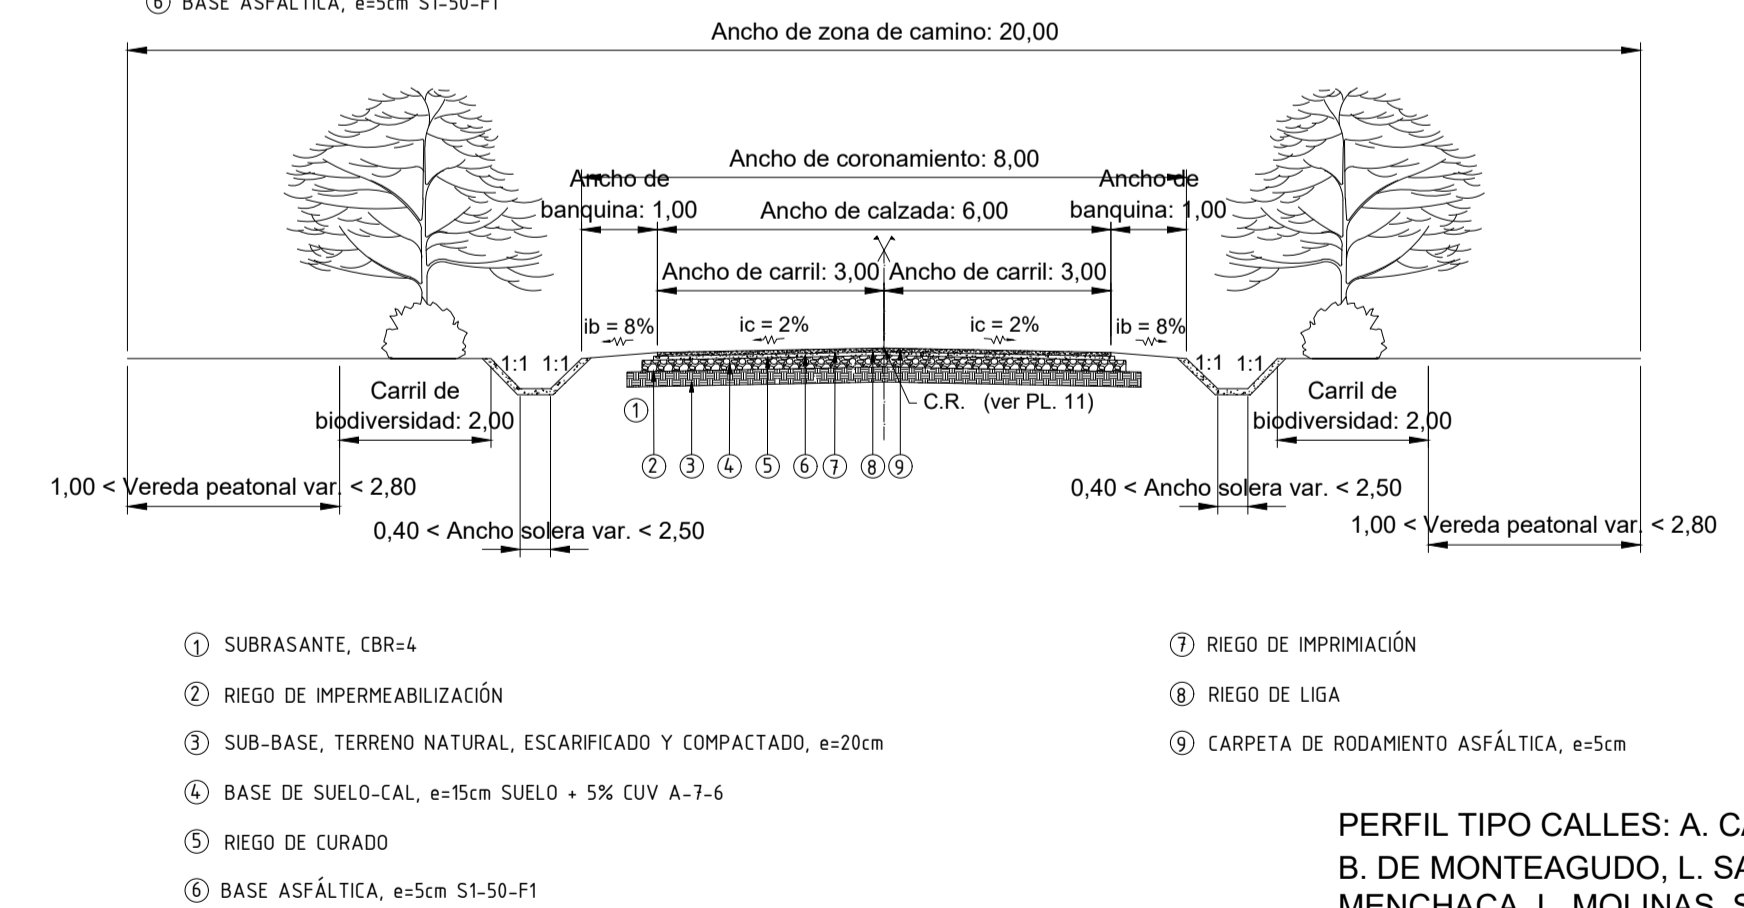 ⑥ BASE ASFÁLTICA, e=5cm S1-50-F1
Ancho de zona de camino: 20,00
Ancho de coronamiento: 8,00
Ancho de
banquina: 1,00
Ancho de calzada: 6,00
Ancho de
banquina: 1,00
Ancho de carril: 3,00
Ancho de carril: 3,00
ib = 8%
ic = 2%
ic = 2%
ib = 8%
1:1
1:1
1:1
1:1
Carril de
biodiversidad: 2,00
①
C.R. (ver PL. 11)
Carril de
biodiversidad: 2,00
② ③ ④ ⑤ ⑥ ⑦ ⑧ ⑨
1,00 < Vereda peatonal var. < 2,80
0,40 < Ancho solera var. < 2,50
0,40 < Ancho solera var. < 2,50
1,00 < Vereda peatonal var. < 2,80
① SUBRASANTE, CBR=4
② RIEGO DE IMPERMEABILIZACIÓN
③ SUB-BASE, TERRENO NATURAL, ESCARIFICADO Y COMPACTADO, e=20cm
④ BASE DE SUELO-CAL, e=15cm SUELO + 5% CUV A-7-6
⑤ RIEGO DE CURADO
⑥ BASE ASFÁLTICA, e=5cm S1-50-F1
⑦ RIEGO DE IMPRIMIACIÓN
⑧ RIEGO DE LIGA
⑨ CARPETA DE RODAMIENTO ASFÁLTICA, e=5cm
PERFIL TIPO CALLES: A. CA
B. DE MONTEAGUDO, L. SA
MENCHACA, L. MOLINAS, S